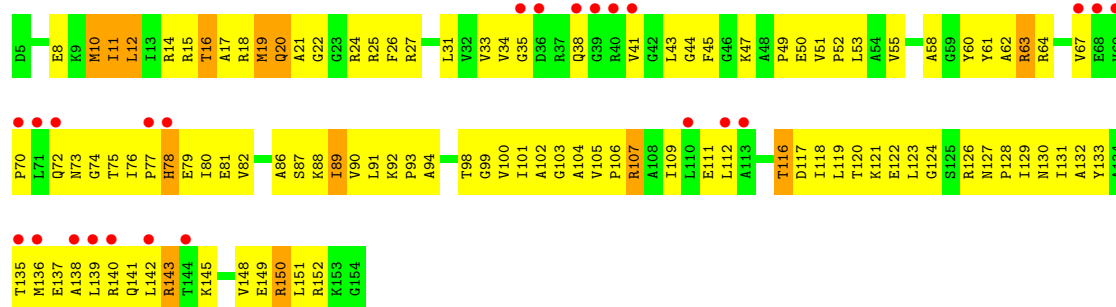 D5 E8 K9 M10 I11 L12 I13 R14 R15 T16 A17 R18 M19 Q20 A21 G22 G23 R24 R25 F26 R27 L31 V32 V33 V34 G35 D36 R37 Q38 G39 R40 V41 G42 L43 G44 F45 G46 K47 A48 P49 E50 V51 P52 L53 A54 V55 A58 G59 Y60 Y61 A62 R63 R64 V67 E68
P70 L71 Q72 N73 G74 T75 I76 P77 H78 E79 I80 E81 V82 A86 S87 K88 I89 V90 L91 K92 P93 A94 T98 G99 V100 I101 A102 G103 A104 V105 P106 R107 A108 I109 L110 E111 L112 A113 T116 D117 I118 L119 T120 K121 E122 L123 G124 S125 R126 N127 P128 I129 N130 I131 A132 Y133
T135 M136 E137 A138 L139 R140 Q141 L142 R143 T144 K145 V148 E149 R150 L151 R152 K153 G154